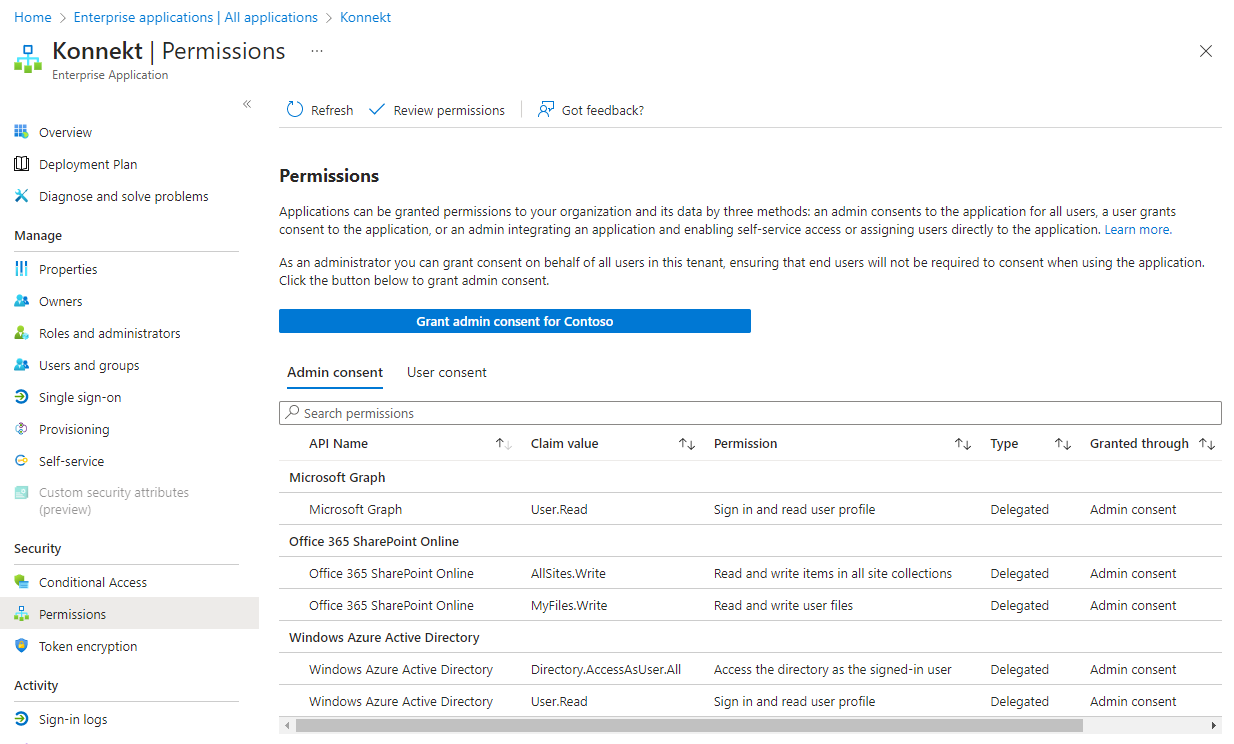 Home > Enterprise applications | All applications > Konnekt
Konnekt | Permissions ...
Enterprise Application
«
Overview
Deployment Plan
Diagnose and solve problems
Manage
Properties
Owners
Roles and administrators
Users and groups
Single sign-on
Provisioning
Self-service
Custom security attributes
(preview)
Security
Conditional Access
Permissions
Token encryption
Activity
Sign-in logs
Refresh Review permissions Got feedback?
Permissions
Applications can be granted permissions to your organization and its data by three methods: an admin consents to the application for all users, a user grants
consent to the application, or an admin integrating an application and enabling self-service access or assigning users directly to the application. Learn more.
As an administrator you can grant consent on behalf of all users in this tenant, ensuring that end users will not be required to consent when using the application.
Click the button below to grant admin consent.
Grant admin consent for Contoso
Admin consent User consent
Search permissions
API Name Claim value Permission Type Granted through
Microsoft Graph
Microsoft Graph User.Read Sign in and read user profile Delegated Admin consent
Office 365 SharePoint Online
Office 365 SharePoint Online AllSites.Write Read and write items in all site collections Delegated Admin consent
Office 365 SharePoint Online MyFiles.Write Read and write user files Delegated Admin consent
Windows Azure Active Directory
Windows Azure Active Directory Directory.AccessAsUser.All Access the directory as the signed-in user Delegated Admin consent
Windows Azure Active Directory User.Read Sign in and read user profile Delegated Admin consent